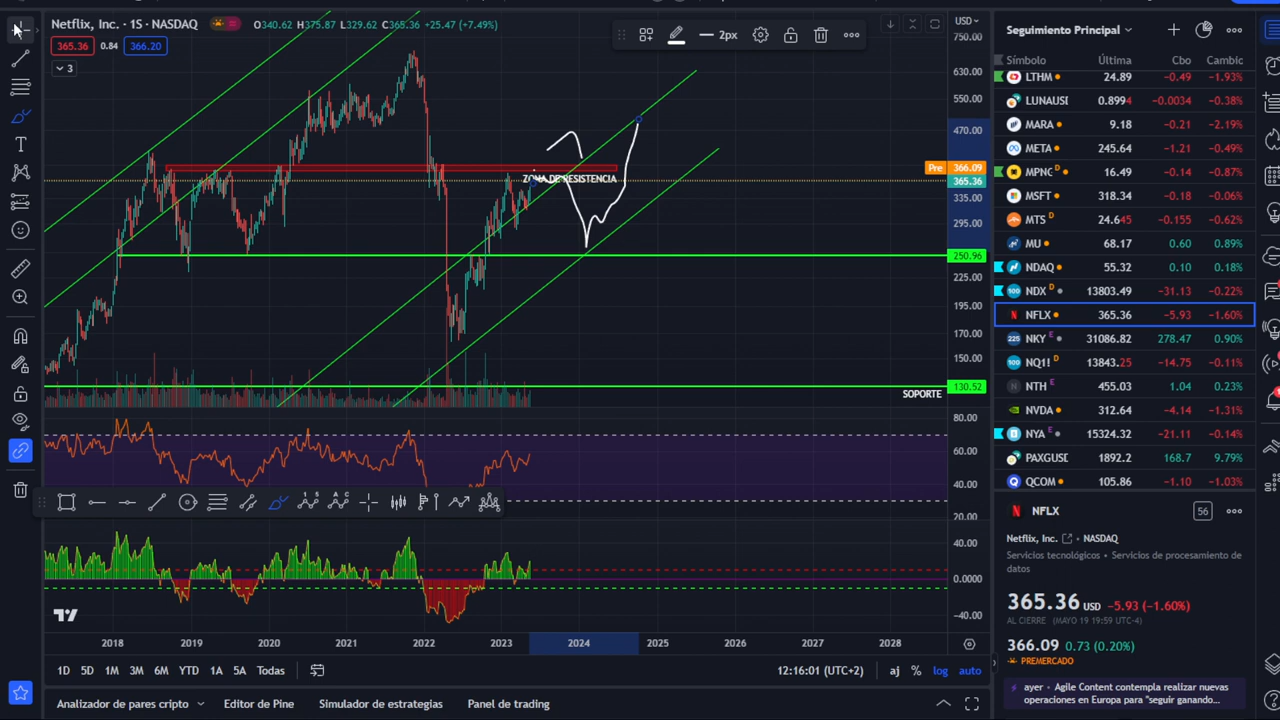 Netflix, Inc. · 1S · NASDAQ
O340.62 H375.87 L329.62 C365.36 +25.47 (+7.49%)
365.36 0.84 366.20
3
2px
USD
750.00
630.00
550.00
470.00
Pre 366.09
365.36
335.00
295.00
250.96
225.00
195.00
170.00
150.00
130.52
ZONA DE RESISTENCIA
SOPORTE
80.00
60.00
40.00
20.00
40.00
0.0000
-40.00
2018 2019 2020 2021 2022 2023 2024 2025 2026 2027 2028
1D 5D 1M 3M 6M YTD 1A 5A Todas
12:16:01 (UTC+2)
aj % log auto
Analizador de pares cripto
Editor de Pine
Simulador de estrategias
Panel de trading
Seguimiento Principal
Símbolo Última Cbo Cambic
LTHM 24.89 -0.49 -1.93%
LUNAUSI 0.8994 -0.0034 -0.38%
MARA 9.18 -0.21 -2.19%
META 245.64 -1.21 -0.49%
MPNC D 16.49 -0.14 -0.87%
MSFT 318.34 -0.18 -0.06%
MTS D 24.645 -0.155 -0.62%
MU 68.17 0.60 0.89%
NDAQ 55.32 0.10 0.18%
NDX D 13803.49 -31.13 -0.22%
NFLX 365.36 -5.93 -1.60%
NKY E 31086.82 278.47 0.90%
NQ1! D 13843.25 -14.75 -0.11%
NTH E 455.03 1.04 0.23%
NVDA 312.64 -4.14 -1.31%
NYA E 15324.32 -21.11 -0.14%
PAXGUSE 1892.2 168.7 9.79%
QCOM 105.86 -1.10 -1.03%
NFLX
56
Netflix, Inc. • NASDAQ
Servicios tecnológicos • Servicios de procesamiento de
datos
365.36 USD -5.93 (-1.60%)
AL CIERRE (MAYO 19 19:59 UTC-4)
366.09 0.73 (0.20%)
PREMERCADO
ayer • Agile Content contempla realizar nuevas
operaciones en Europa para "seguir ganando...